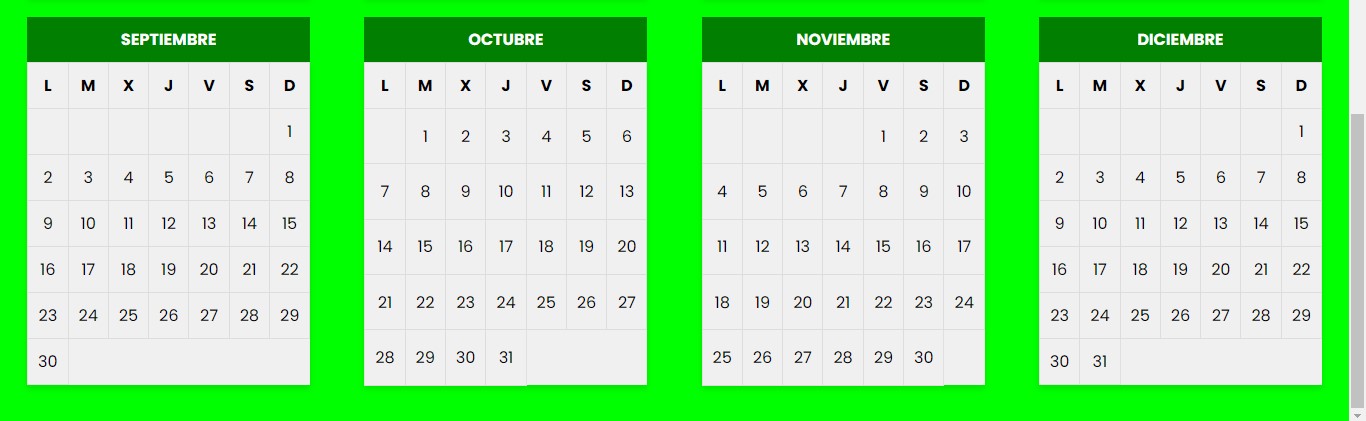 SEPTIEMBRE
L M X J V S D
1
2 3 4 5 6 7 8
9 10 11 12 13 14 15
16 17 18 19 20 21 22
23 24 25 26 27 28 29
30
OCTUBRE
L M X J V S D
1 2 3 4 5 6
7 8 9 10 11 12 13
14 15 16 17 18 19 20
21 22 23 24 25 26 27
28 29 30 31
NOVIEMBRE
L M X J V S D
1 2 3
4 5 6 7 8 9 10
11 12 13 14 15 16 17
18 19 20 21 22 23 24
25 26 27 28 29 30
DICIEMBRE
L M X J V S D
1
2 3 4 5 6 7 8
9 10 11 12 13 14 15
16 17 18 19 20 21 22
23 24 25 26 27 28 29
30 31